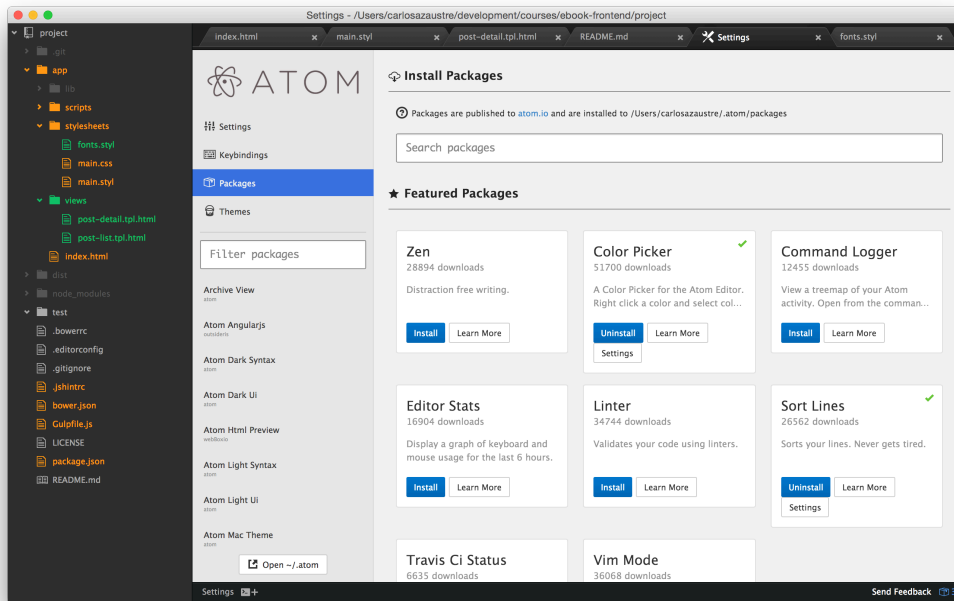 Settings - /Users/carlosazaustre/development/courses/ebook-frontend/project
project
.git
app
lib
scripts
stylesheets
fonts.styl
main.css
main.styl
views
post-detail.tpl.html
post-list.tpl.html
index.html
dist
node_modules
test
.bowerrc
.editorconfig
.gitignore
.jshintrc
bower.json
Gulpfile.js
LICENSE
package.json
README.md
index.html
main.styl
post-detail.tpl.html
README.md
Settings
fonts.styl
ATOM
Settings
Keybindings
Packages
Themes
Filter packages
Archive View
atom
Atom Angularjs
outsideris
Atom Dark Syntax
atom
Atom Dark Ui
atom
Atom Html Preview
webBoxio
Atom Light Syntax
atom
Atom Light Ui
atom
Atom Mac Theme
atom
Open ~/.atom
Install Packages
Packages are published to atom.io and are installed to /Users/carlosazaustre/.atom/packages
Search packages
Featured Packages
Zen
28894 downloads
Distraction free writing.
Install Learn More
Color Picker
51700 downloads
A Color Picker for the Atom Editor.
Right click a color and select col...
Uninstall Learn More
Settings
Command Logger
12455 downloads
View a treemap of your Atom
activity. Open from the comman...
Install Learn More
Editor Stats
16904 downloads
Display a graph of keyboard and
mouse usage for the last 6 hours.
Install Learn More
Linter
34744 downloads
Validates your code using linters.
Install Learn More
Sort Lines
26562 downloads
Sorts your lines. Never gets tired.
Uninstall Learn More
Settings
Travis Ci Status
6635 downloads
Vim Mode
36068 downloads
Settings
Send Feedback